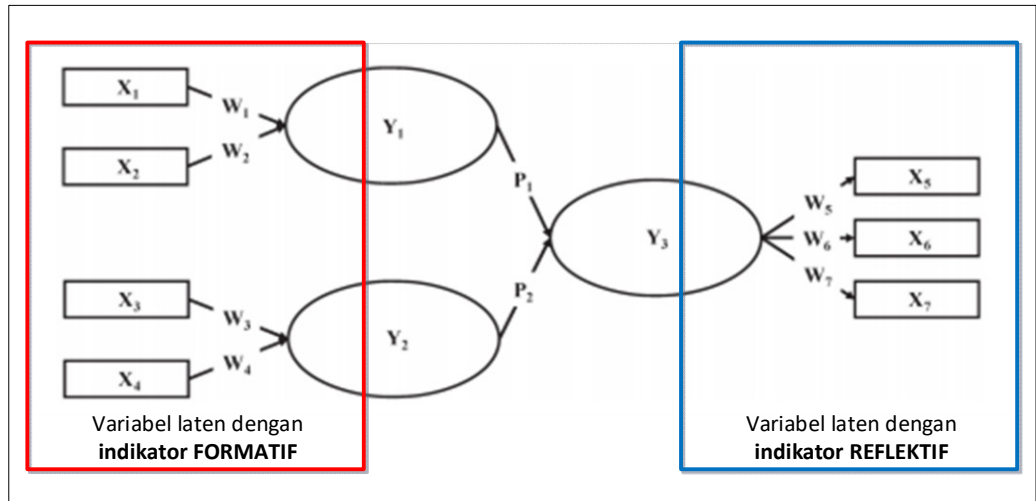 X₁
W₁
X₂
W₂
Y₁
P₁
X₃
W₃
X₄
W₄
Y₂
P₂
Y₃
W₅
X₅
W₆
X₆
W₇
X₇
Variabel laten dengan
indikator FORMATIF
Variabel laten dengan
indikator REFLEKTIF